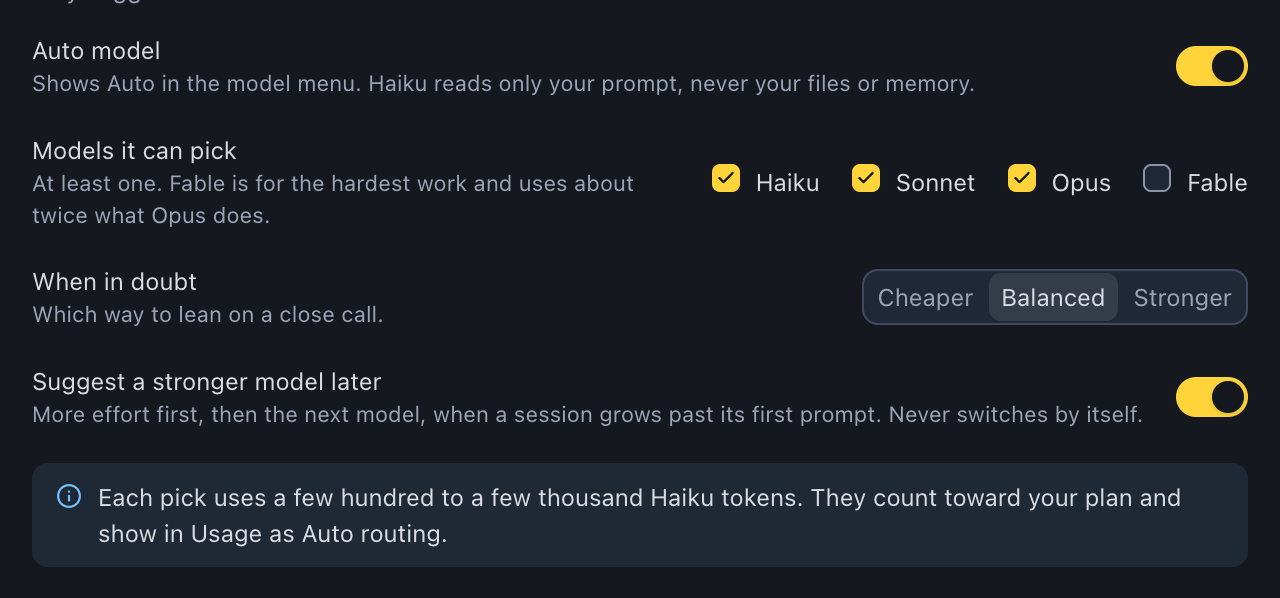 Auto model
Shows Auto in the model menu. Haiku reads only your prompt, never your files or memory.
Models it can pick
At least one. Fable is for the hardest work and uses about
twice what Opus does.
Haiku Sonnet Opus Fable
When in doubt
Which way to lean on a close call.
Cheaper Balanced Stronger
Suggest a stronger model later
More effort first, then the next model, when a session grows past its first prompt. Never switches by itself.
Each pick uses a few hundred to a few thousand Haiku tokens. They count toward your plan and
show in Usage as Auto routing.